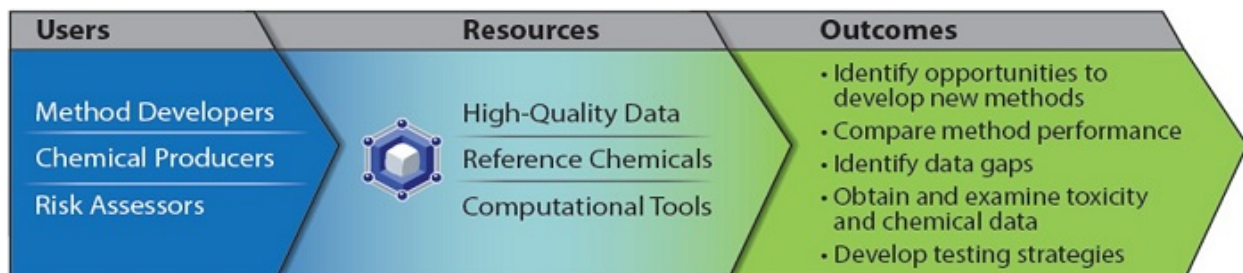 Users
Method Developers
Chemical Producers
Risk Assessors
Resources
High-Quality Data
Reference Chemicals
Computational Tools
Outcomes
• Identify opportunities to
develop new methods
• Compare method performance
• Identify data gaps
• Obtain and examine toxicity
and chemical data
• Develop testing strategies